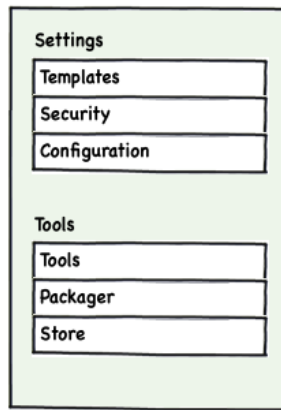 Settings
Templates
Security
Configuration
Tools
Tools
Packager
Store